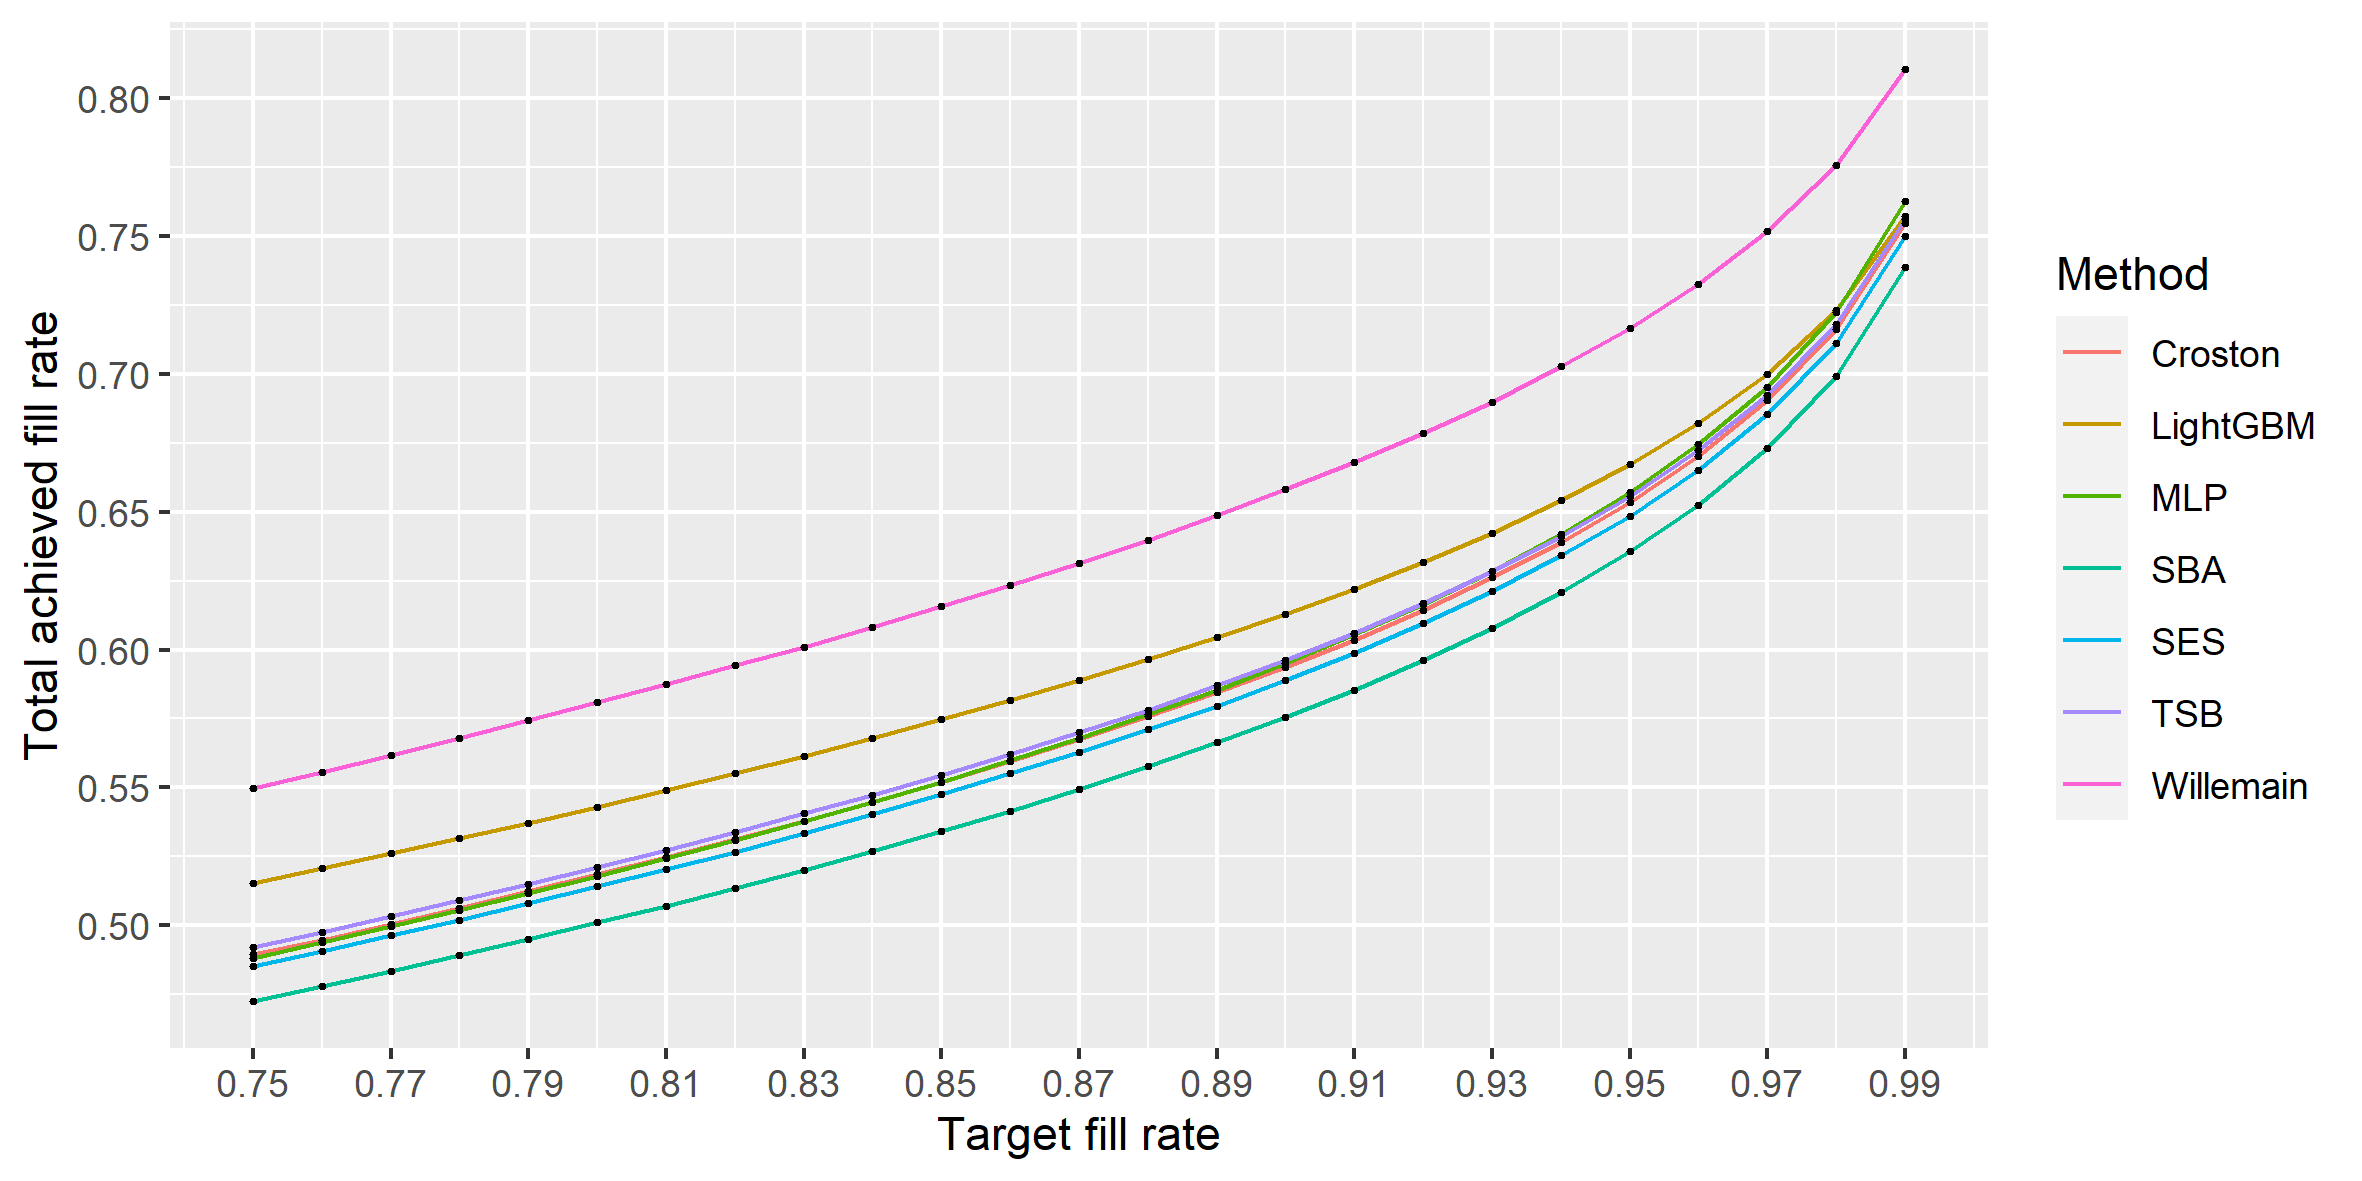 Total achieved fill rate
0.80
0.75
0.70
0.65
0.60
0.55
0.50
0.75 0.77 0.79 0.81 0.83 0.85 0.87 0.89 0.91 0.93 0.95 0.97 0.99
Target fill rate
Method
Croston
LightGBM
MLP
SBA
SES
TSB
Willemain